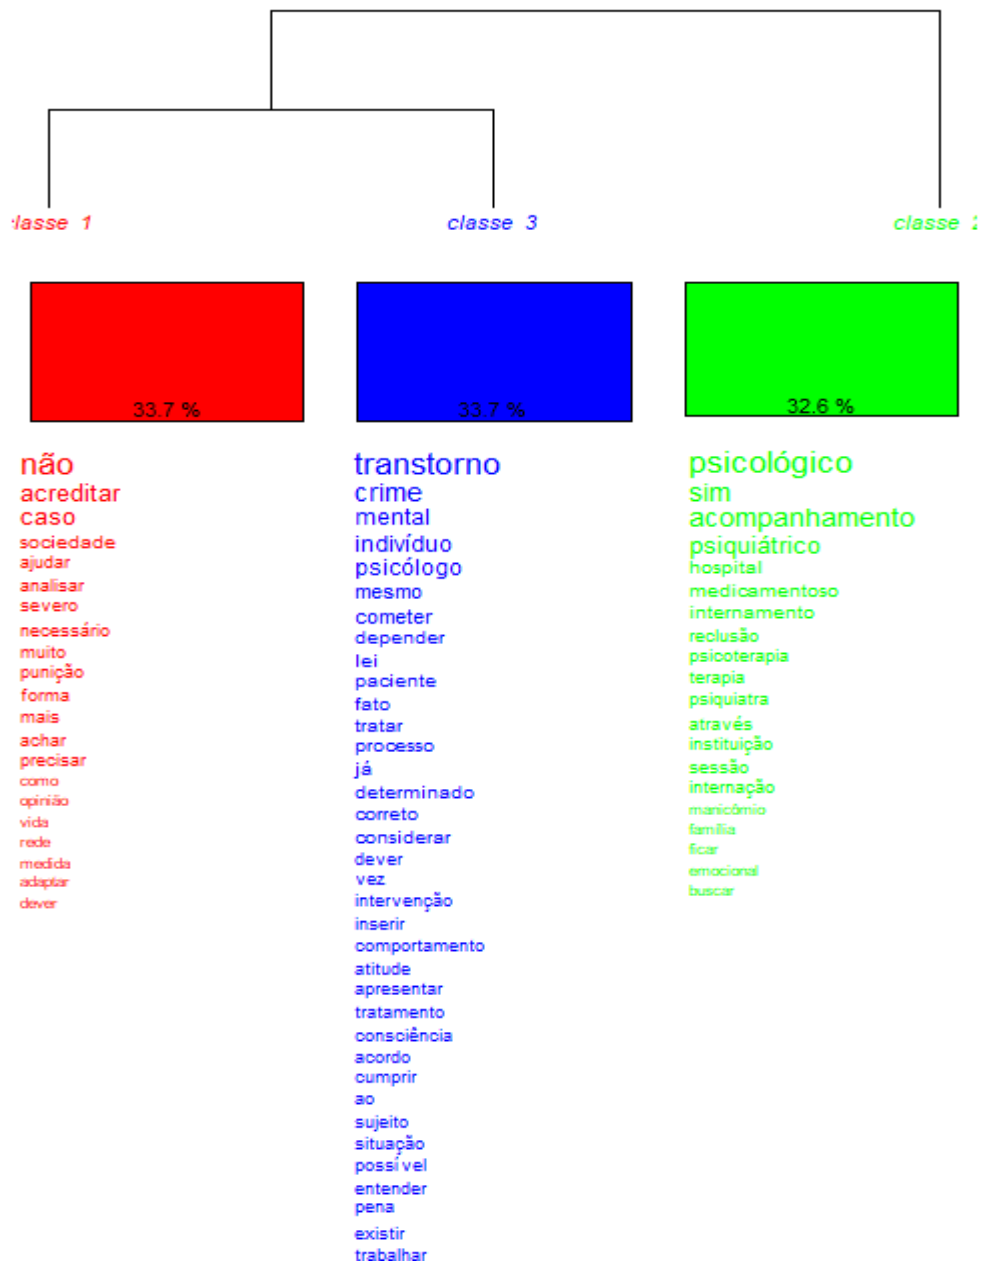 classe 1
classe 3
classe 2
33.7 %
33.7 %
32.6 %
não
acreditar
caso
sociedade
ajudar
analisar
severo
necessário
muito
punição
forma
mais
achar
precisar
como
opinião
vida
rede
medida
adaptar
dever
transtorno
crime
mental
indivíduo
psicólogo
mesmo
cometer
depender
lei
paciente
fato
tratar
processo
já
determinado
correto
considerar
dever
vez
intervenção
inserir
comportamento
atitude
apresentar
tratamento
consciência
acordo
cumprir
ao
sujeito
situação
possível
entender
pena
existir
trabalhar
psicológico
sim
acompanhamento
psiquiátrico
hospital
medicamentoso
internamento
reclusão
psicoterapia
terapia
psiquiatra
através
instituição
sessão
internação
manicômio
família
ficar
emocional
buscar